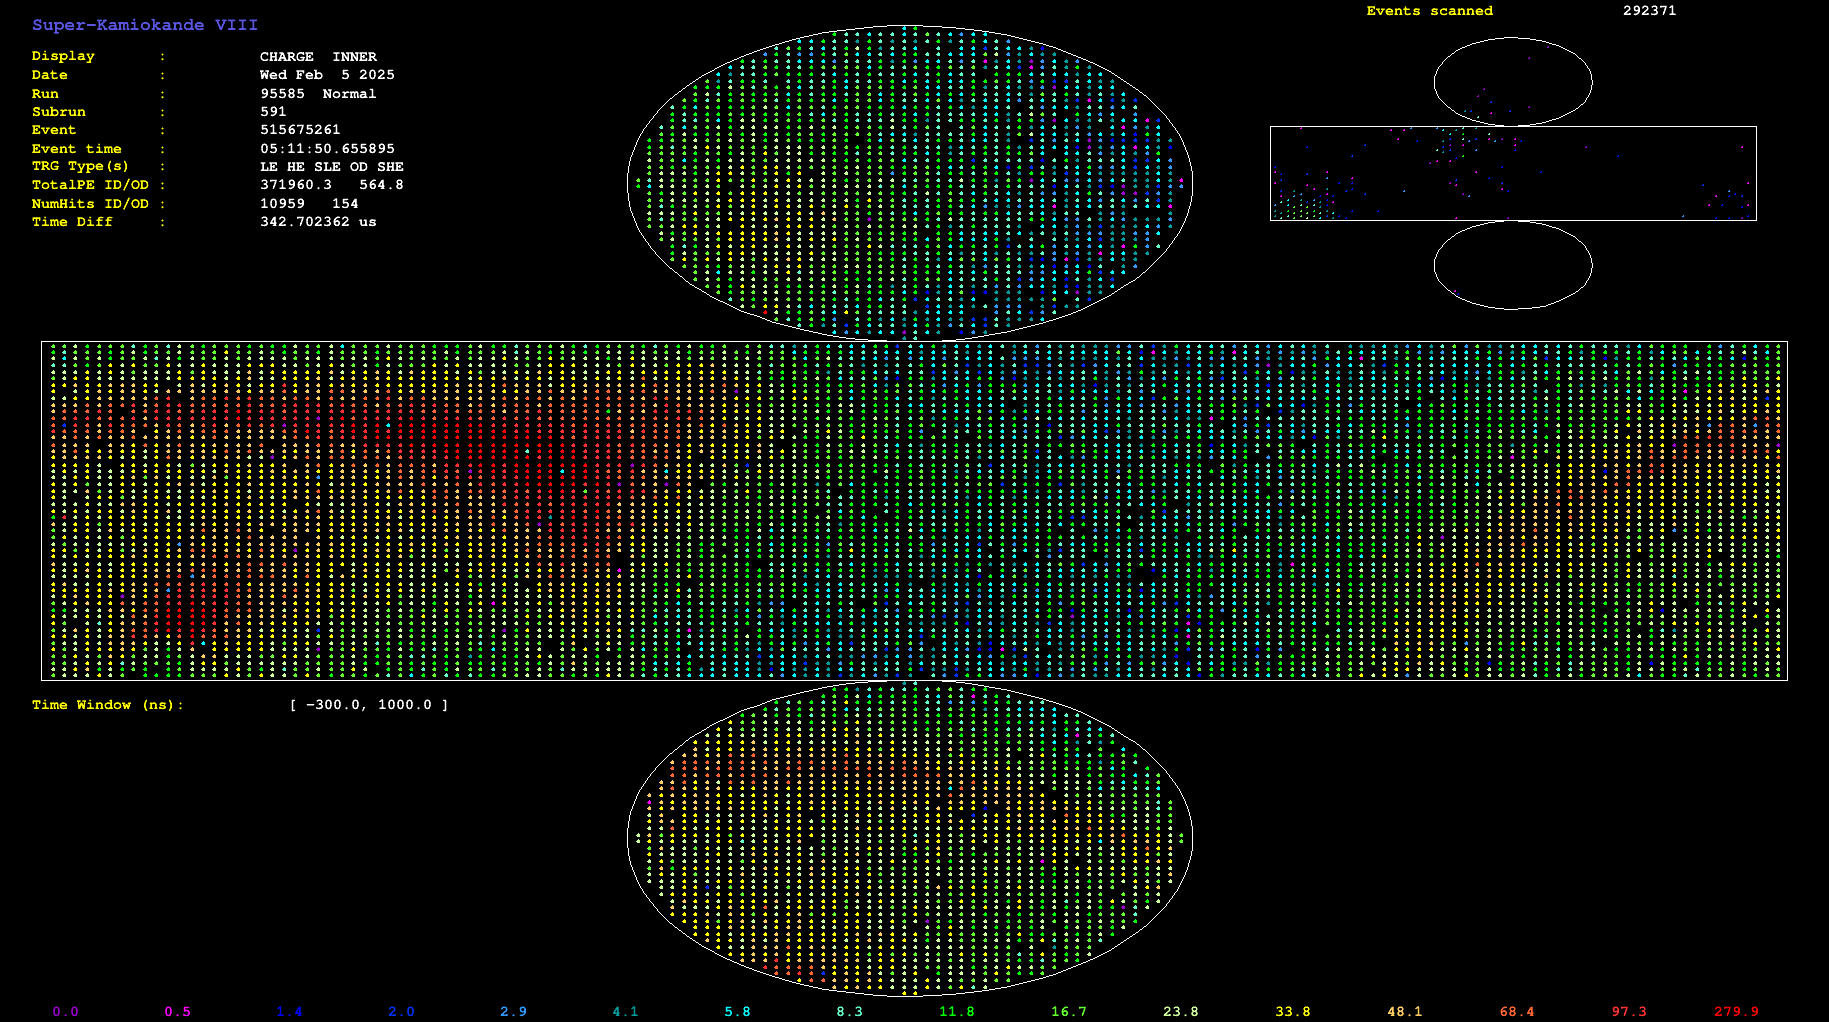 Super-Kamiokande VIII
Events scanned 292371
Display : CHARGE INNER
Date : Wed Feb 5 2025
Run : 95585 Normal
Subrun : 591
Event : 515675261
Event time : 05:11:50.655895
TRG Type(s) : LE HE SLE OD SHE
TotalPE ID/OD : 371960.3 564.8
NumHits ID/OD : 10959 154
Time Diff : 342.702362 us
Time Window (ns): [ -300.0, 1000.0 ]
0.0 0.5 1.4 2.0 2.9 4.1 5.8 8.3 11.8 16.7 23.8 33.8 48.1 68.4 97.3 279.9